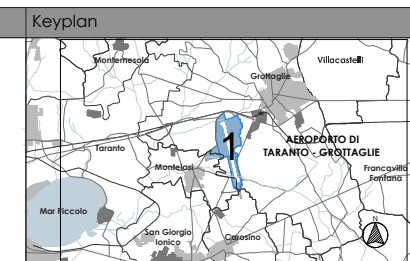 Keyplan
Montemesola
Villacastelli
Grottaglie
1
AEROPORTO DI
TARANTO - GROTTAGLIE
Taranto
Monteiasi
Francavilla
Fontana
Mar Piccolo
N
San Giorgio
Ionico
Carosino